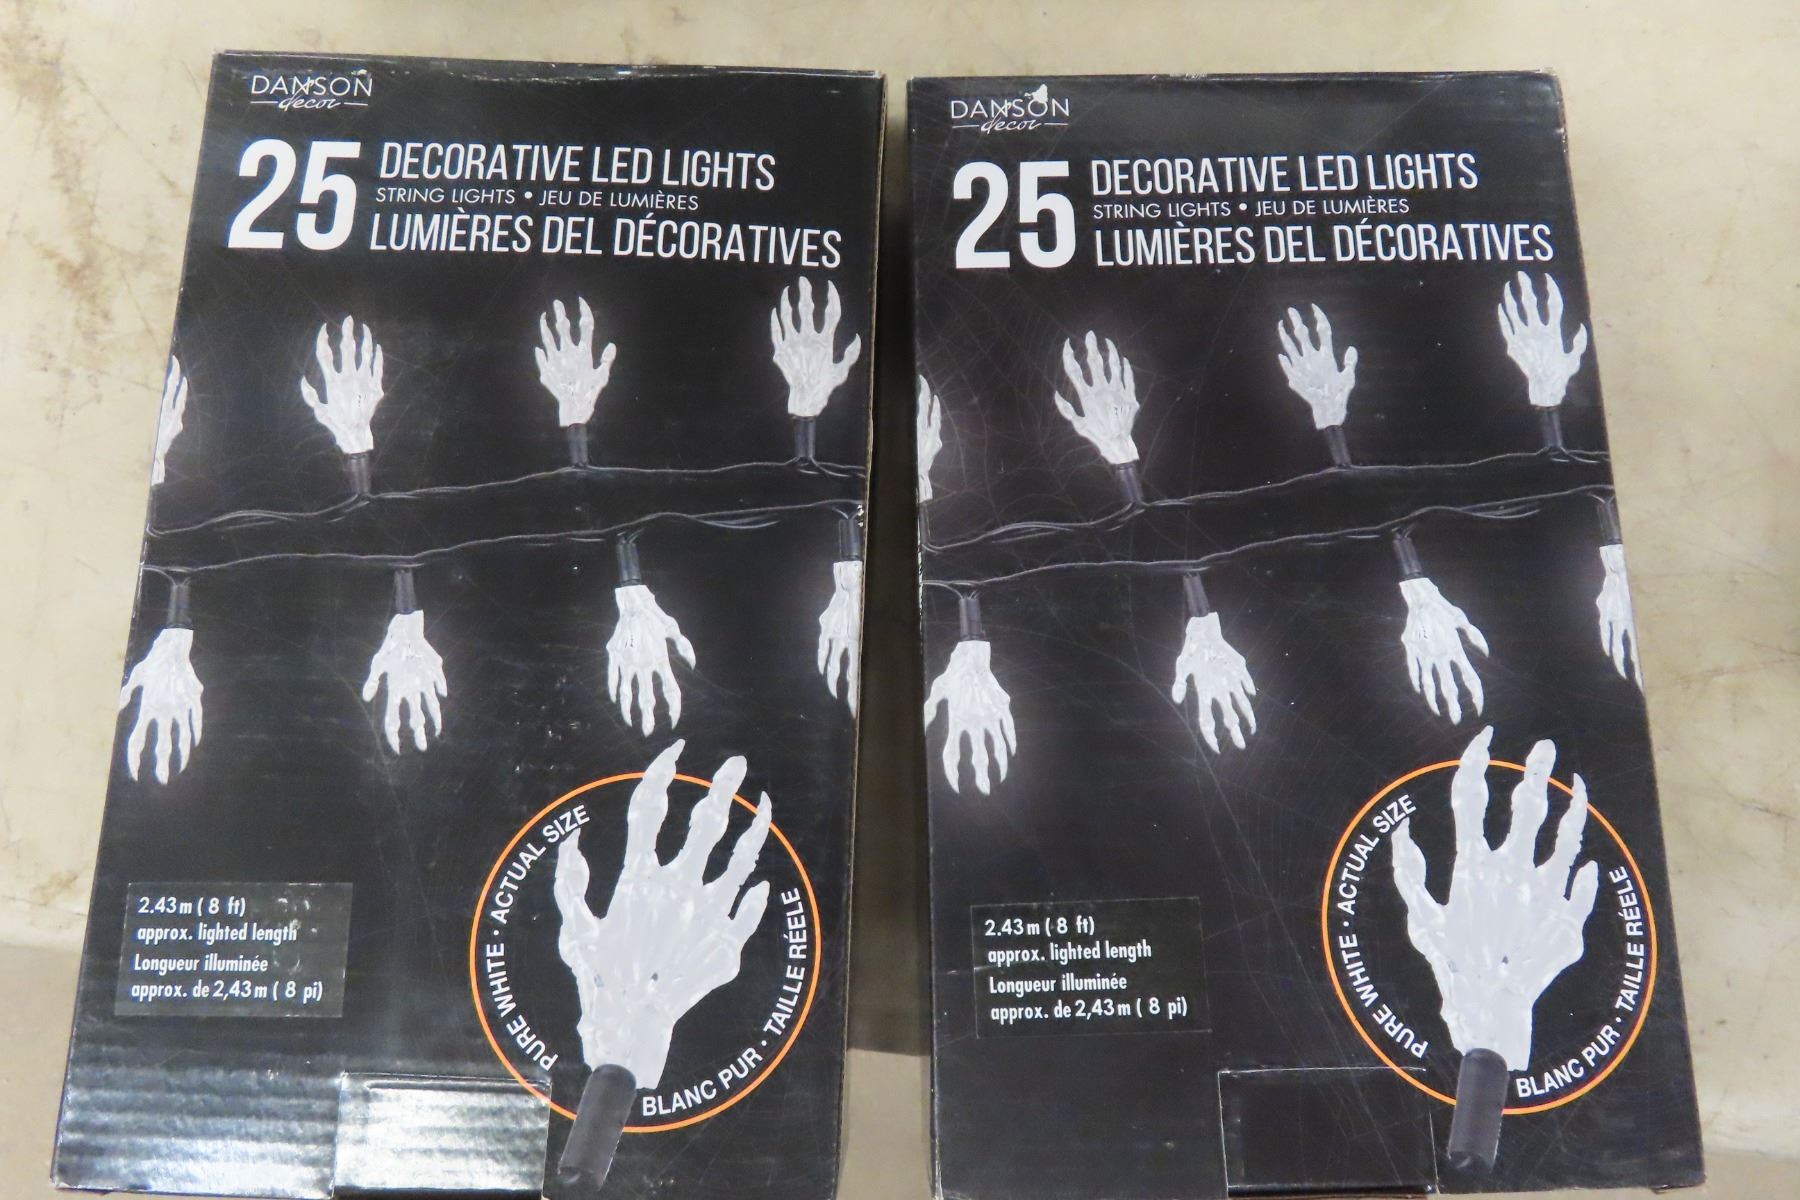 DANSON
decor
25
DECORATIVE LED LIGHTS
STRING LIGHTS • JEU DE LUMIÈRES
LUMIÈRES DEL DÉCORATIVES
2.43 m ( 8 ft)
approx. lighted length
Longueur illuminée
approx. de 2,43 m ( 8 pi)
PURE WHITE • ACTUAL SIZE
BLANC PUR • TAILLE RÉELE
DANSON
decor
25
DECORATIVE LED LIGHTS
STRING LIGHTS • JEU DE LUMIÈRES
LUMIÈRES DEL DÉCORATIVES
2.43 m ( 8 ft)
approx. lighted length
Longueur illuminée
approx. de 2,43 m ( 8 pi)
PURE WHITE • ACTUAL SIZE
BLANC PUR • TAILLE RÉELE